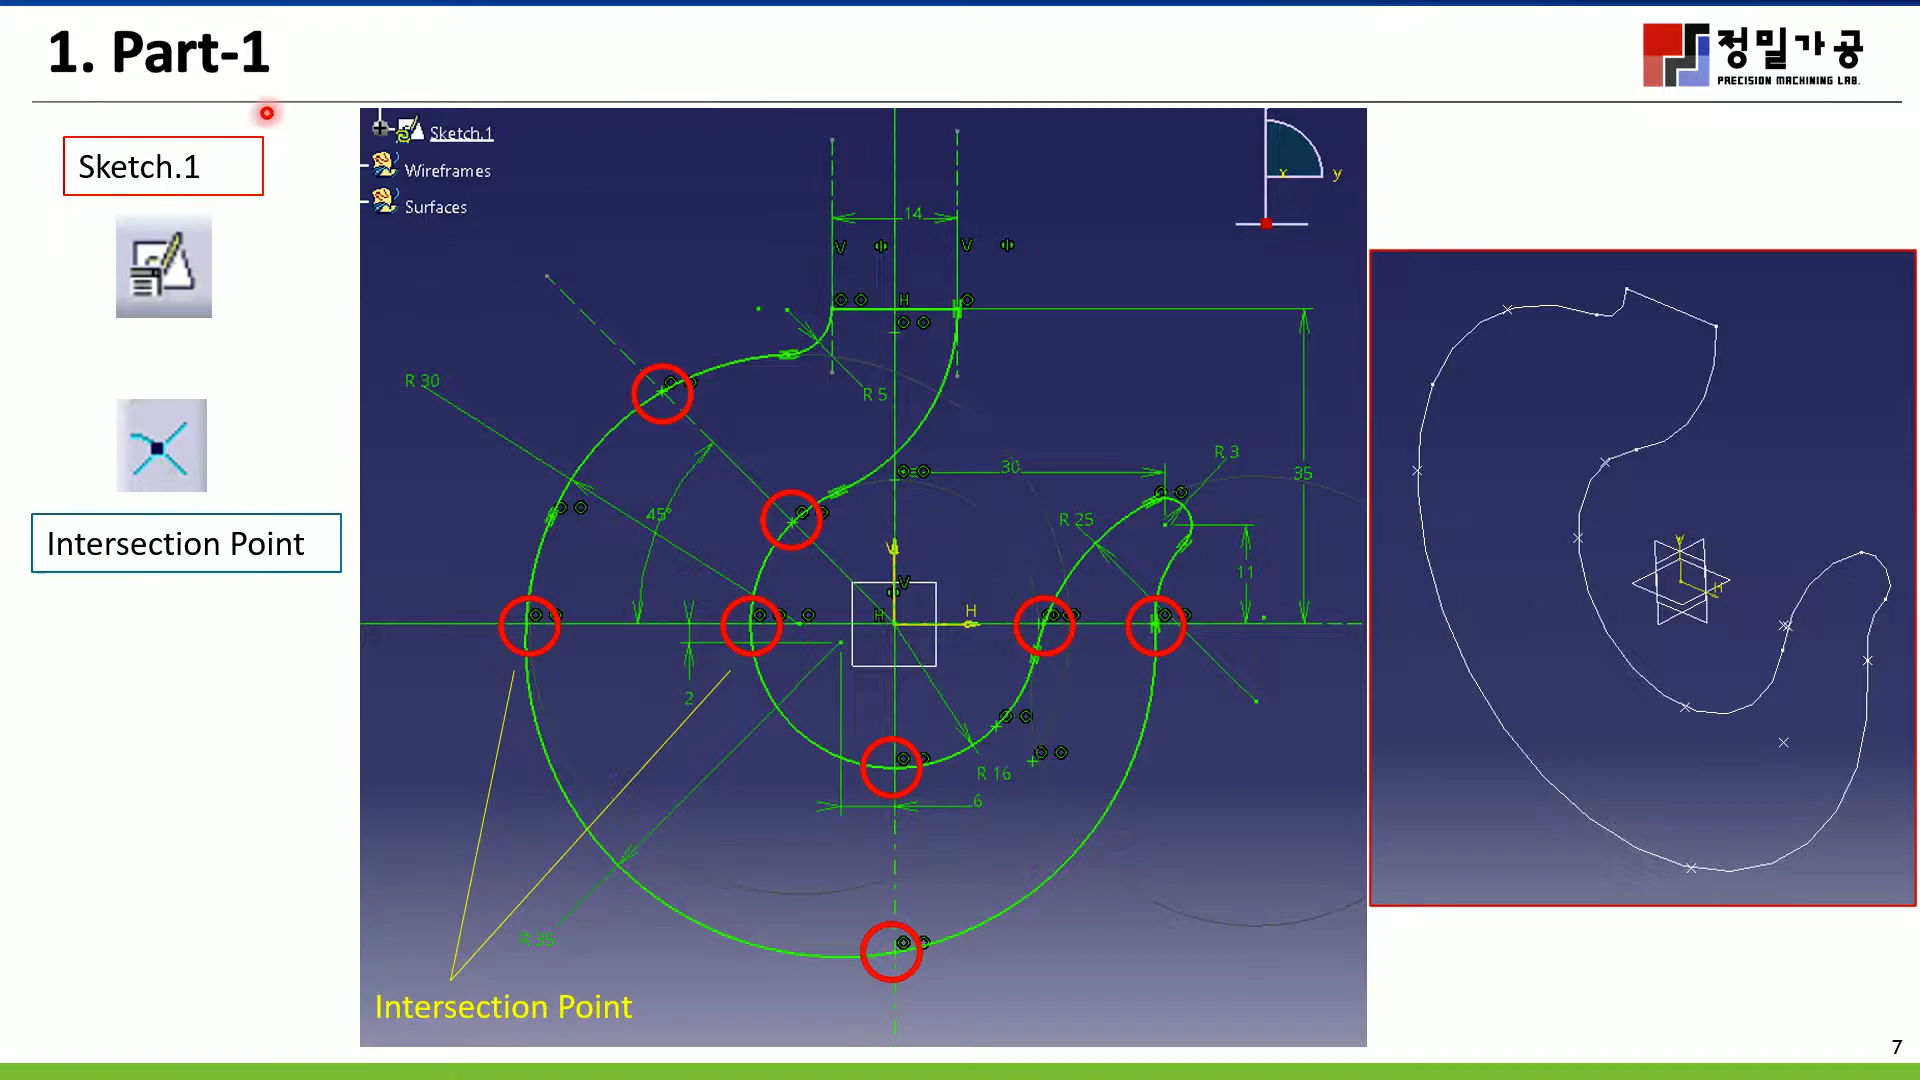 1. Part-1
정밀가공
PRECISION MACHINING LAB.
Sketch.1
Intersection Point
Sketch.1
Wireframes
Surfaces
x
y
14
V
V
H
R 30
R 5
45°
30
R 3
35
R 25
11
V
H
H
2
R 16
6
R 35
Intersection Point
Y
H
7